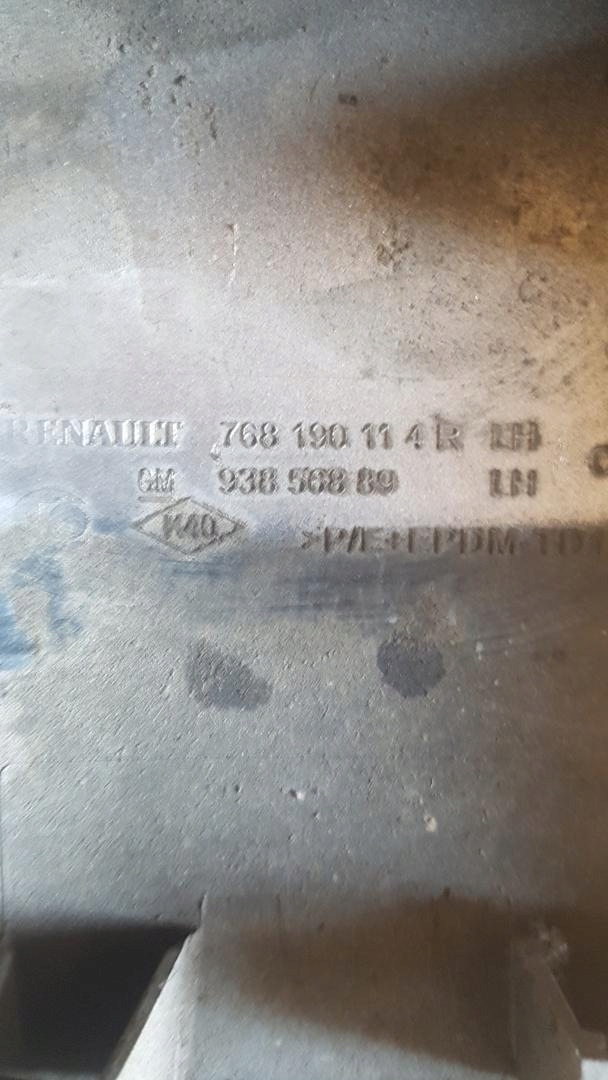 RENAULT 768 190 11 4 R LH
GM 938 568 89 LH
K40
>P/E+EPDM-TD